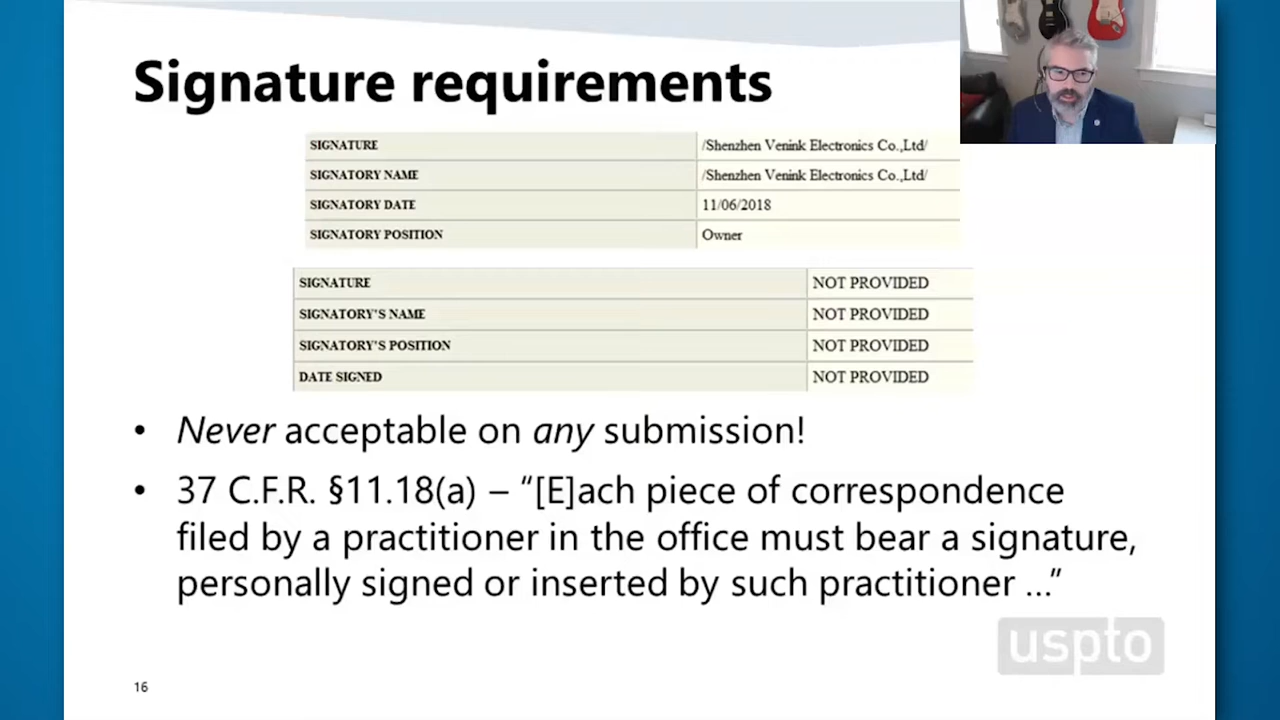 Signature requirements
SIGNATURE /Shenzhen Venink Electronics Co.,Ltd/
SIGNATORY NAME /Shenzhen Venink Electronics Co.,Ltd/
SIGNATORY DATE 11/06/2018
SIGNATORY POSITION Owner
SIGNATURE NOT PROVIDED
SIGNATORY'S NAME NOT PROVIDED
SIGNATORY'S POSITION NOT PROVIDED
DATE SIGNED NOT PROVIDED
• Never acceptable on any submission!
• 37 C.F.R. §11.18(a) – “[E]ach piece of correspondence
filed by a practitioner in the office must bear a signature,
personally signed or inserted by such practitioner …”
uspto
16